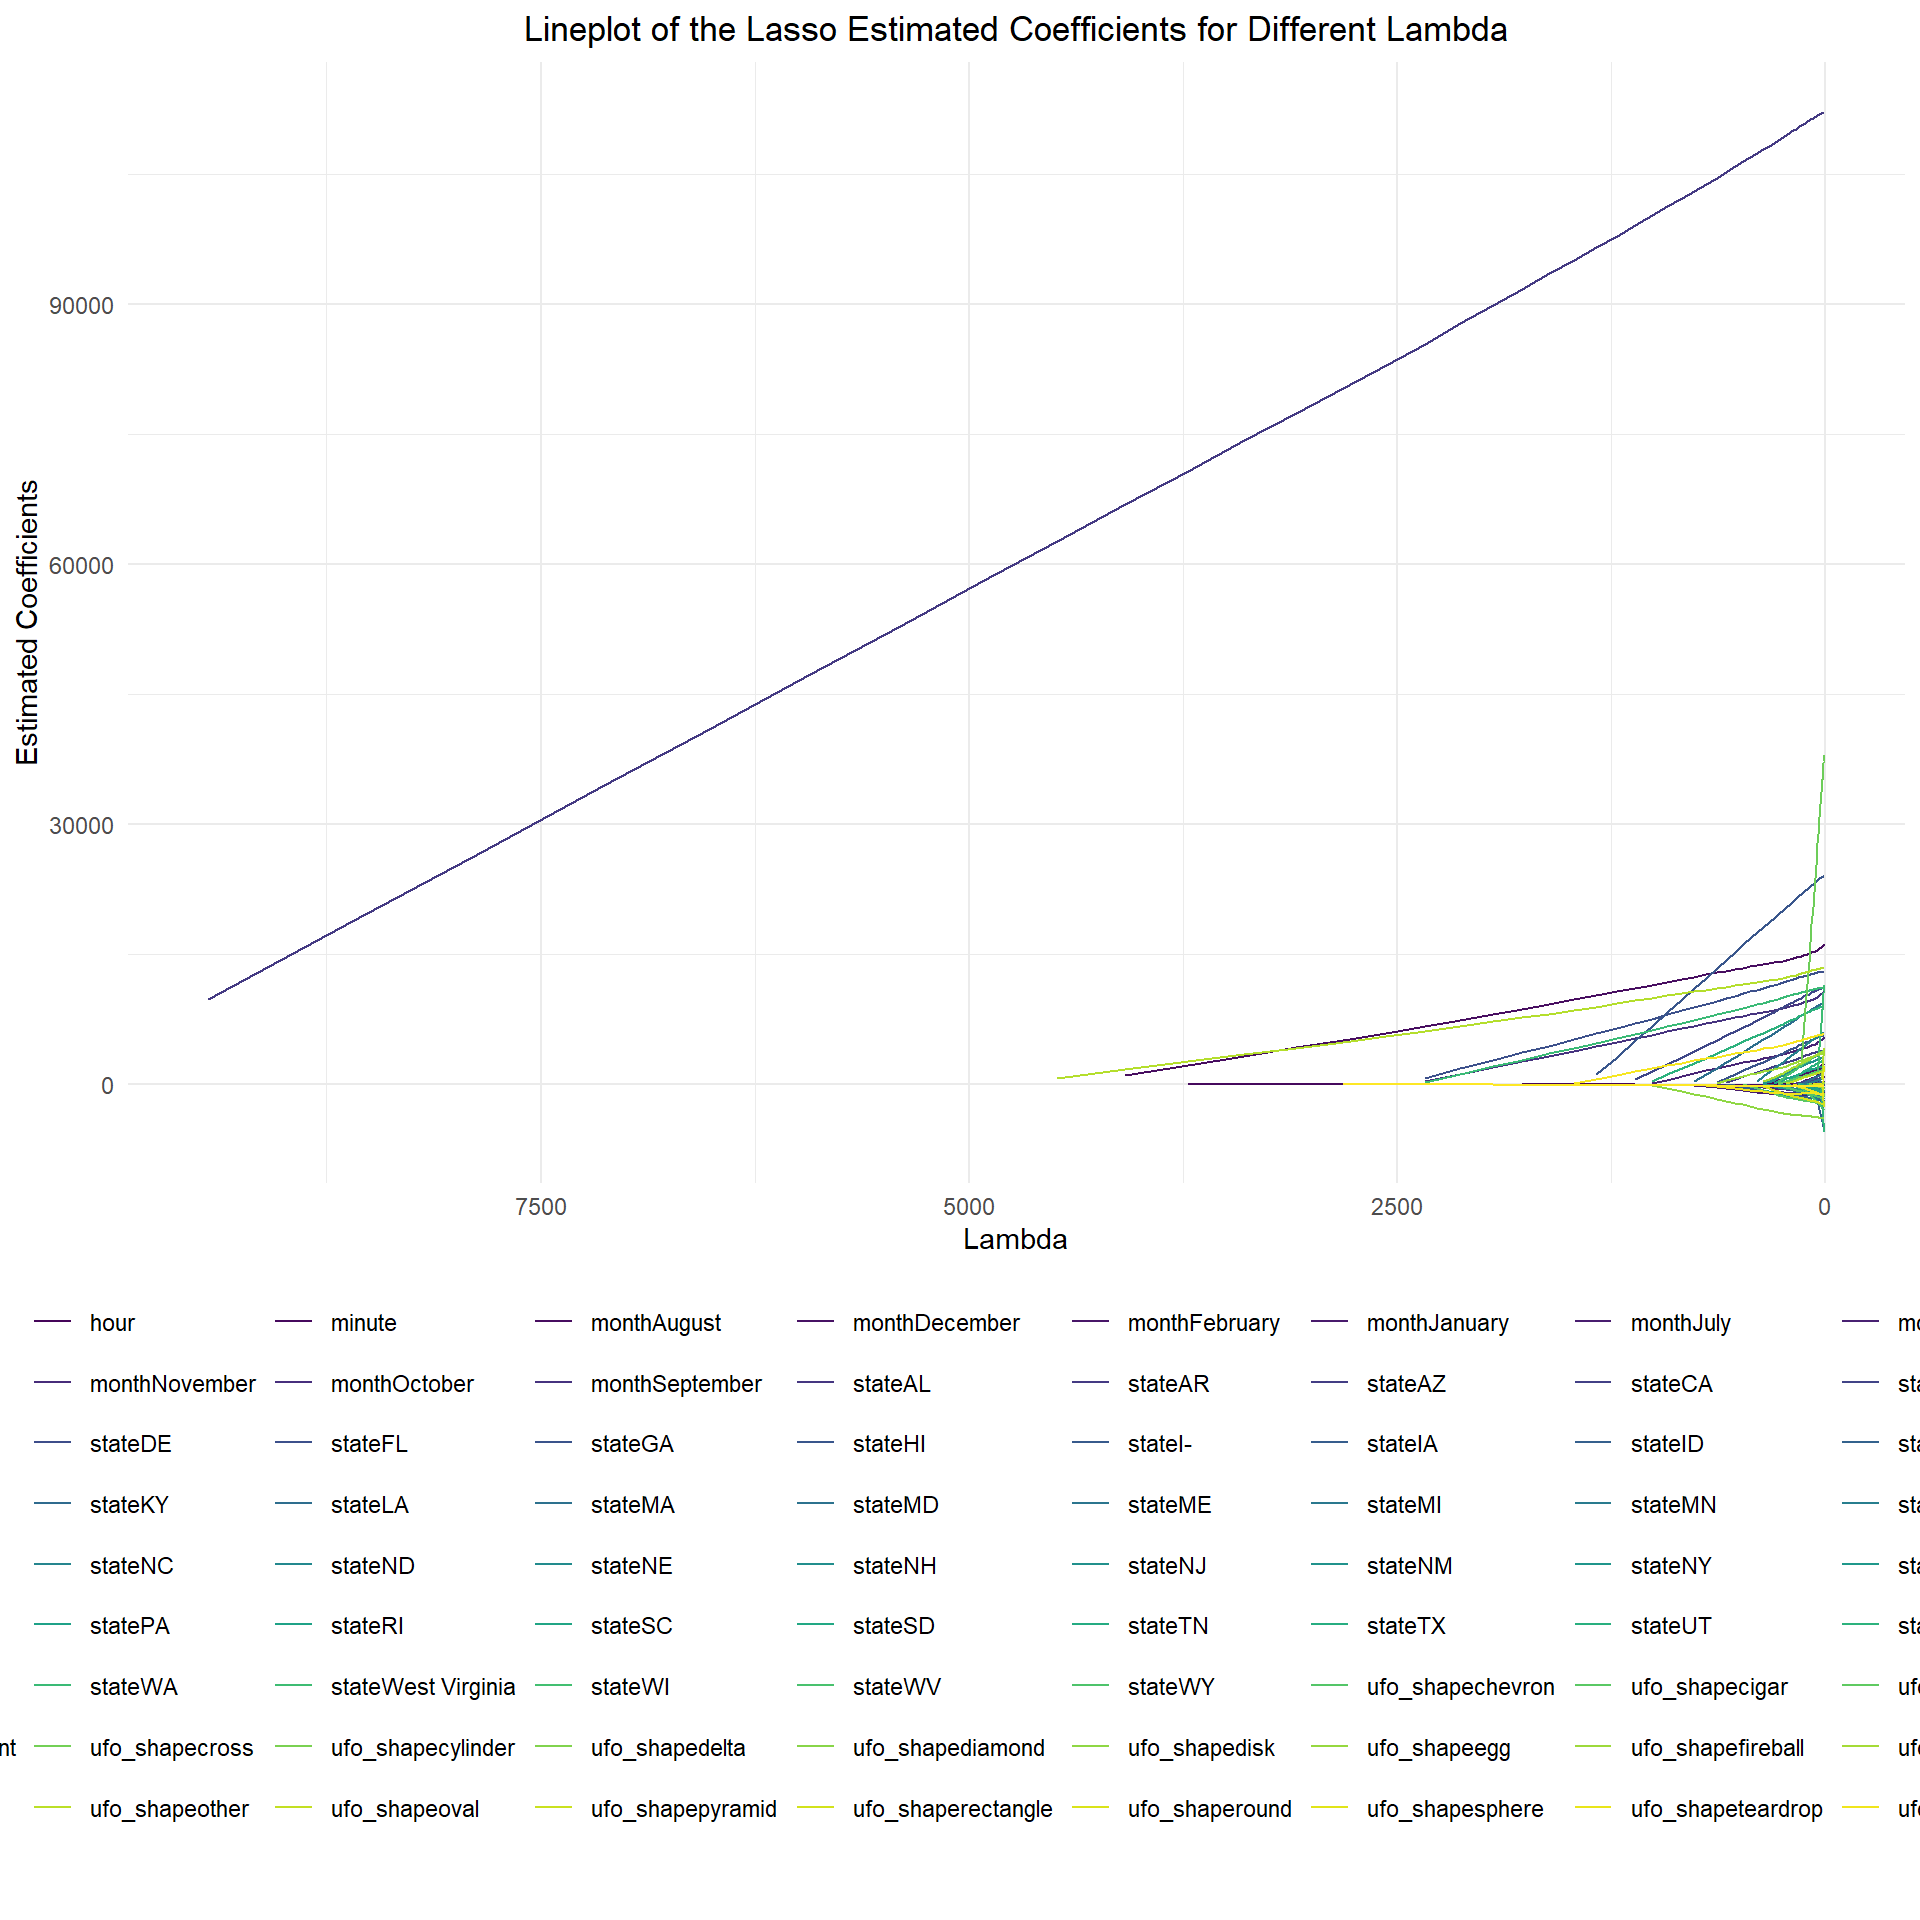 Lineplot of the Lasso Estimated Coefficients for Different Lambda
Estimated Coefficients
90000
60000
30000
0
7500 5000 2500 0
Lambda
hour minute monthAugust monthDecember monthFebruary monthJanuary monthJuly
monthNovember monthOctober monthSeptember stateAL stateAR stateAZ stateCA
stateDE stateFL stateGA stateHI stateI- stateIA stateID
stateKY stateLA stateMA stateMD stateME stateMI stateMN
stateNC stateND stateNE stateNH stateNJ stateNM stateNY
statePA stateRI stateSC stateSD stateTN stateTX stateUT
stateWA stateWest Virginia stateWI stateWV stateWY ufo_shapechevron ufo_shapecigar
nt ufo_shapecross ufo_shapecylinder ufo_shapedelta ufo_shapediamond ufo_shapedisk ufo_shapeegg ufo_shapefireball
ufo_shapeother ufo_shapeoval ufo_shapepyramid ufo_shaperectangle ufo_shaperound ufo_shapesphere ufo_shapeteardrop